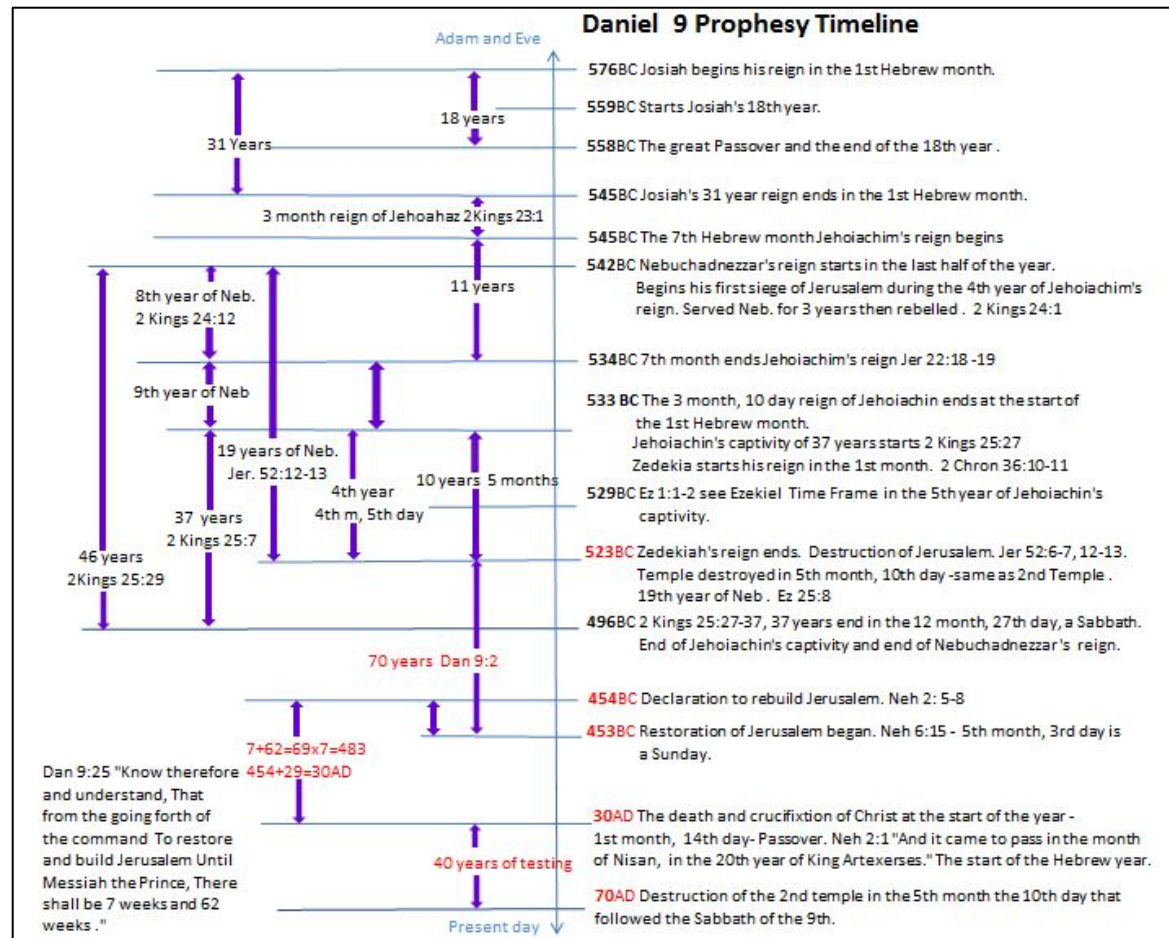 Daniel 9 Prophesy Timeline
Adam and Eve
576BC Josiah begins his reign in the 1st Hebrew month.
559BC Starts Josiah's 18th year.
18 years
31 Years
558BC The great Passover and the end of the 18th year .
545BC Josiah's 31 year reign ends in the 1st Hebrew month.
3 month reign of Jehoahaz 2Kings 23:1
545BC The 7th Hebrew month Jehoiachim's reign begins
542BC Nebuchadnezzar's reign starts in the last half of the year.
Begins his first siege of Jerusalem during the 4th year of Jehoiachim's
reign. Served Neb. for 3 years then rebelled . 2 Kings 24:1
8th year of Neb.
2 Kings 24:12
11 years
534BC 7th month ends Jehoiachim's reign Jer 22:18 -19
9th year of Neb
533 BC The 3 month, 10 day reign of Jehoiachin ends at the start of
the 1st Hebrew month.
Jehoiachin's captivity of 37 years starts 2 Kings 25:27
Zedekia starts his reign in the 1st month. 2 Chron 36:10-11
19 years of Neb.
Jer. 52:12-13
10 years 5 months
4th year
4th m, 5th day
529BC Ez 1:1-2 see Ezekiel Time Frame in the 5th year of Jehoiachin's
captivity.
37 years
2 Kings 25:7
46 years
2Kings 25:29
523BC Zedekiah's reign ends. Destruction of Jerusalem. Jer 52:6-7, 12-13.
Temple destroyed in 5th month, 10th day -same as 2nd Temple .
19th year of Neb . Ez 25:8
496BC 2 Kings 25:27-37, 37 years end in the 12 month, 27th day, a Sabbath.
End of Jehoiachin's captivity and end of Nebuchadnezzar's reign.
70 years Dan 9:2
454BC Declaration to rebuild Jerusalem. Neh 2: 5-8
453BC Restoration of Jerusalem began. Neh 6:15 - 5th month, 3rd day is
a Sunday.
7+62=69x7=483
454+29=30AD
Dan 9:25 "Know therefore
and understand, That
from the going forth of
the command To restore
and build Jerusalem Until
Messiah the Prince, There
shall be 7 weeks and 62
weeks ."
30AD The death and crucifixtion of Christ at the start of the year -
1st month, 14th day- Passover. Neh 2:1 "And it came to pass in the month
of Nisan, in the 20th year of King Artexerses." The start of the Hebrew year.
40 years of testing
70AD Destruction of the 2nd temple in the 5th month the 10th day that
followed the Sabbath of the 9th.
Present day